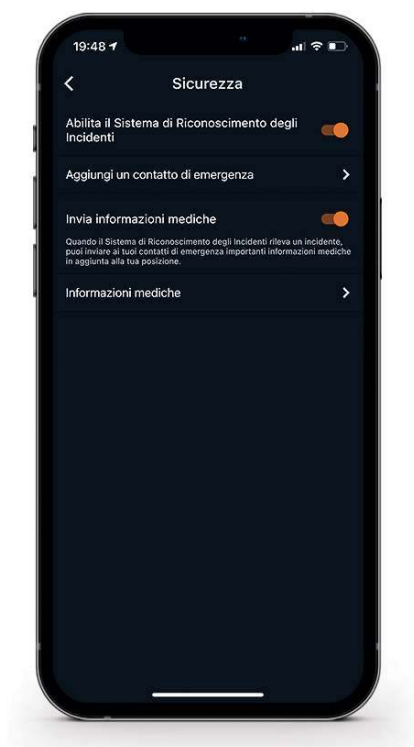 19:48
Sicurezza
Abilita il Sistema di Riconoscimento degli
Incidenti
Aggiungi un contatto di emergenza
Invia informazioni mediche
Quando il Sistema di Riconoscimento degli Incidenti rileva un incidente,
puoi inviare ai tuoi contatti di emergenza importanti informazioni mediche
in aggiunta alla tua posizione.
Informazioni mediche